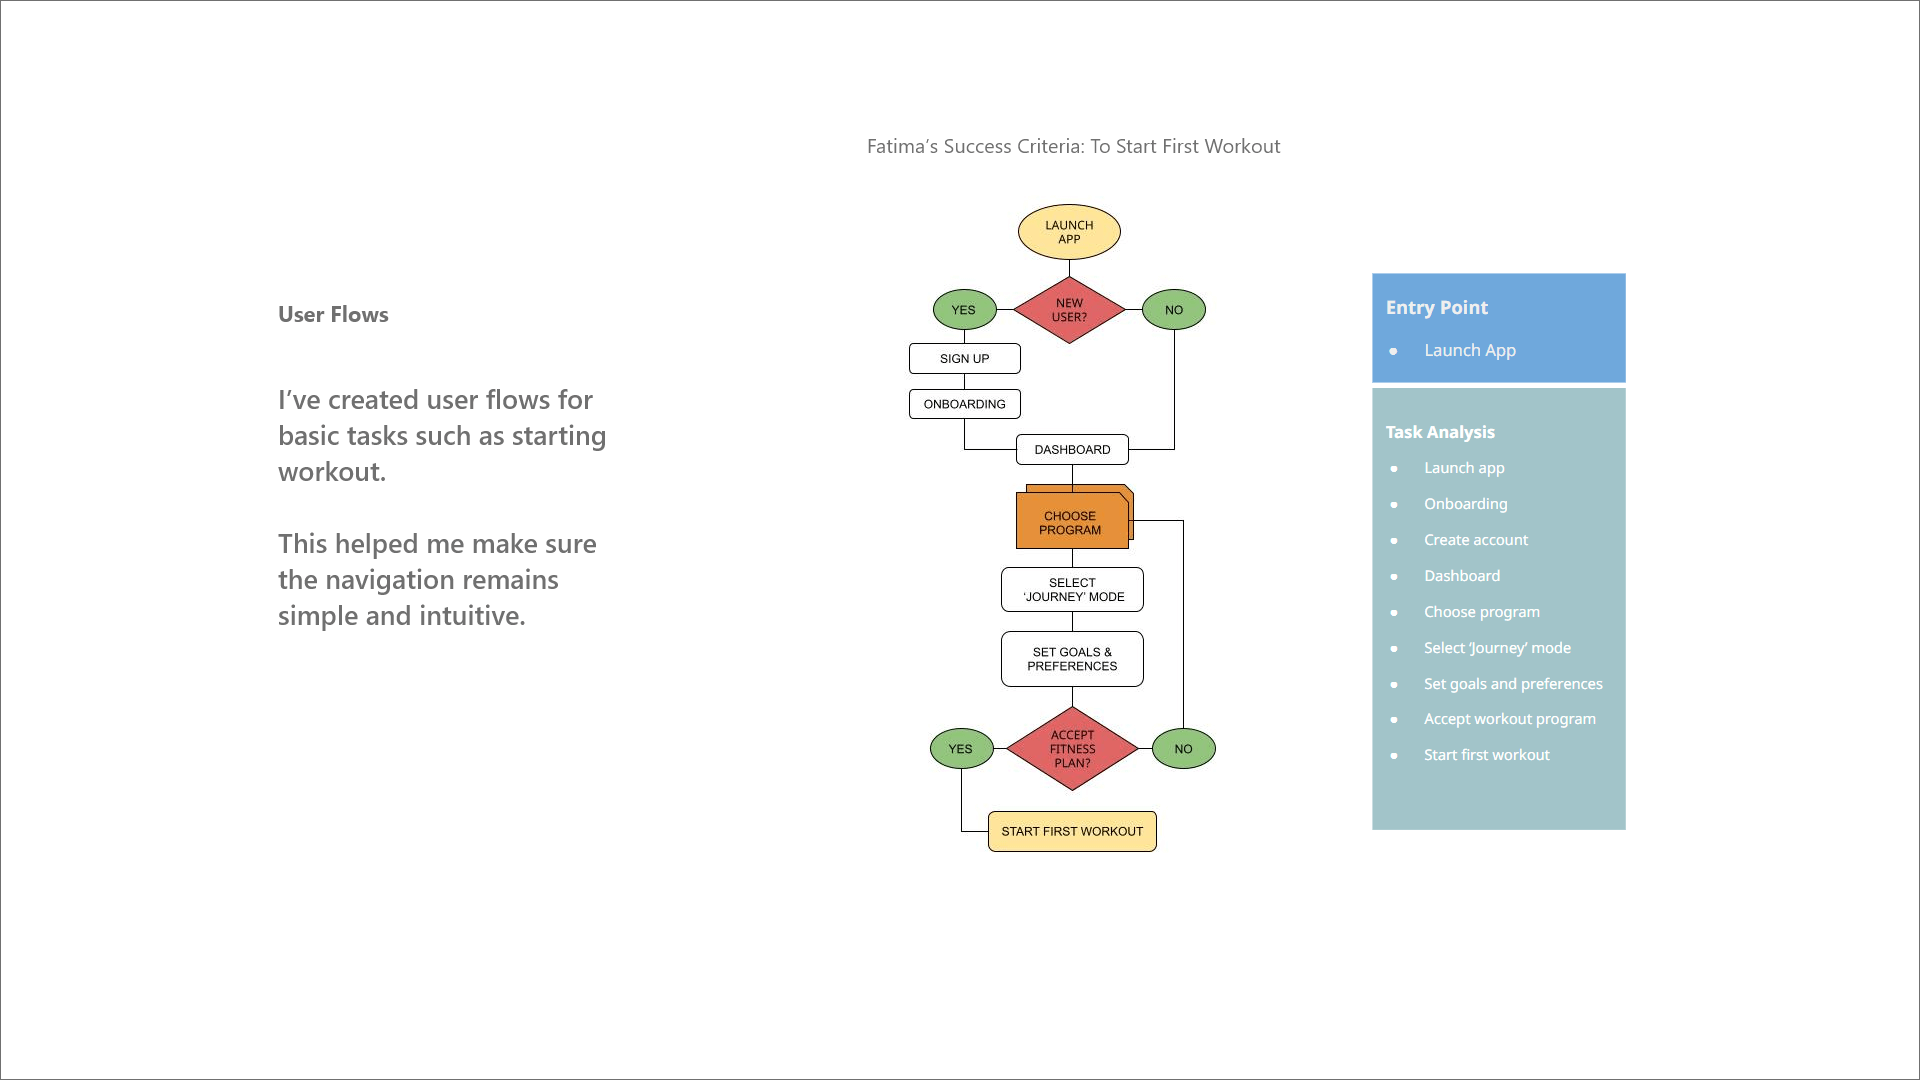 Fatima's Success Criteria: To Start First Workout
User Flows
I've created user flows for
basic tasks such as starting
workout.
This helped me make sure
the navigation remains
simple and intuitive.
LAUNCH
APP
NEW
USER?
YES
NO
SIGN UP
ONBOARDING
DASHBOARD
CHOOSE
PROGRAM
SELECT
‘JOURNEY’ MODE
SET GOALS &
PREFERENCES
ACCEPT
FITNESS
PLAN?
YES
NO
START FIRST WORKOUT
Entry Point
● Launch App
Task Analysis
● Launch app
● Onboarding
● Create account
● Dashboard
● Choose program
● Select ‘Journey’ mode
● Set goals and preferences
● Accept workout program
● Start first workout